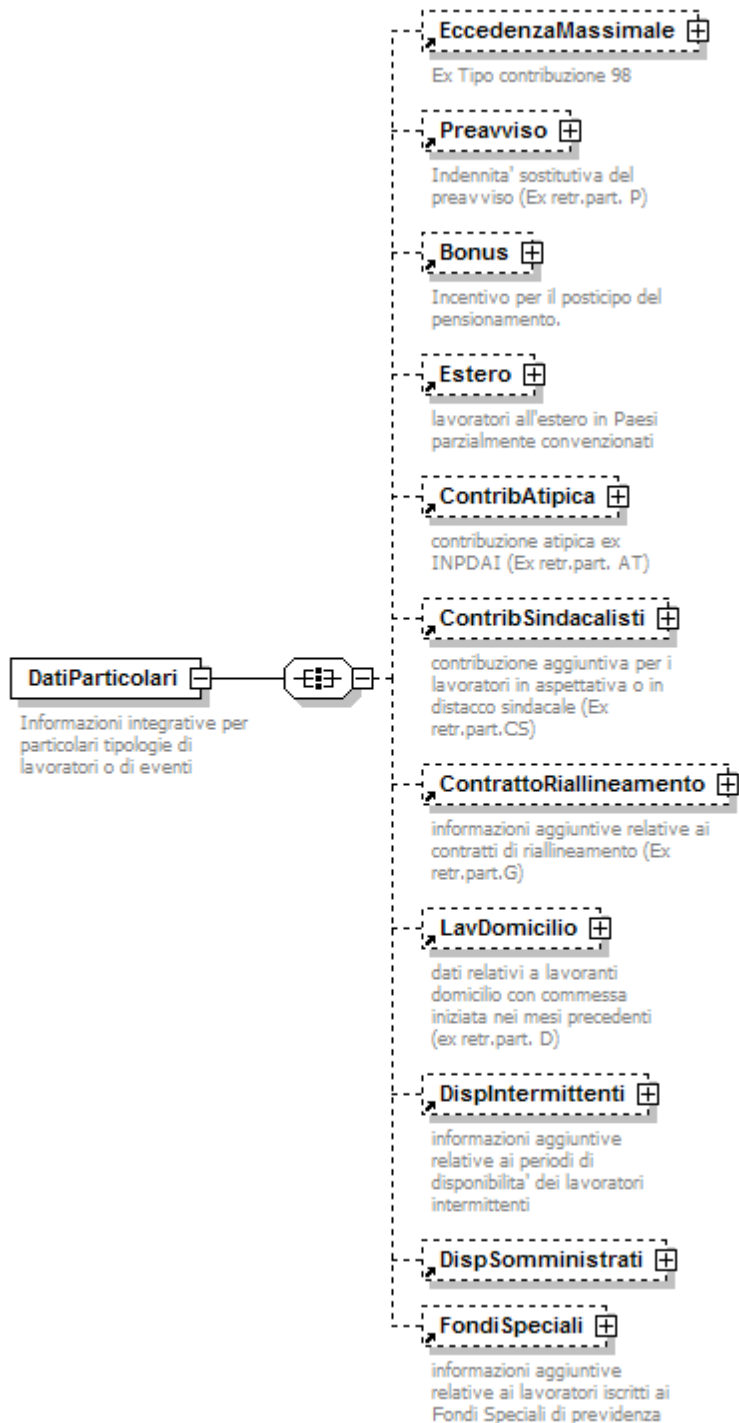 EccedenzaMassimale
Ex Tipo contribuzione 98
Preavviso
Indennita' sostitutiva del
preavviso (Ex retr.part. P)
Bonus
Incentivo per il posticipo del
pensionamento.
Estero
lavoratori all'estero in Paesi
parzialmente convenzionati
ContribAtipica
contribuzione atipica ex
INPDAI (Ex retr.part. AT)
ContribSindacalisti
contribuzione aggiuntiva per i
lavoratori in aspettativa o in
distacco sindacale (Ex
retr.part.CS)
DatiParticolari
Informazioni integrative per
particolari tipologie di
lavoratori o di eventi
ContrattoRiallineamento
informazioni aggiuntive relative ai
contratti di riallineamento (Ex
retr.part.G)
LavDomicilio
dati relativi a lavoranti
domicilio con commessa
iniziata nei mesi precedenti
(ex retr.part. D)
DispIntermittenti
informazioni aggiuntive
relative ai periodi di
disponibilita' dei lavoratori
intermittenti
DispSomministrati
FondiSpeciali
informazioni aggiuntive
relative ai lavoratori iscritti ai
Fondi Speciali di previdenza